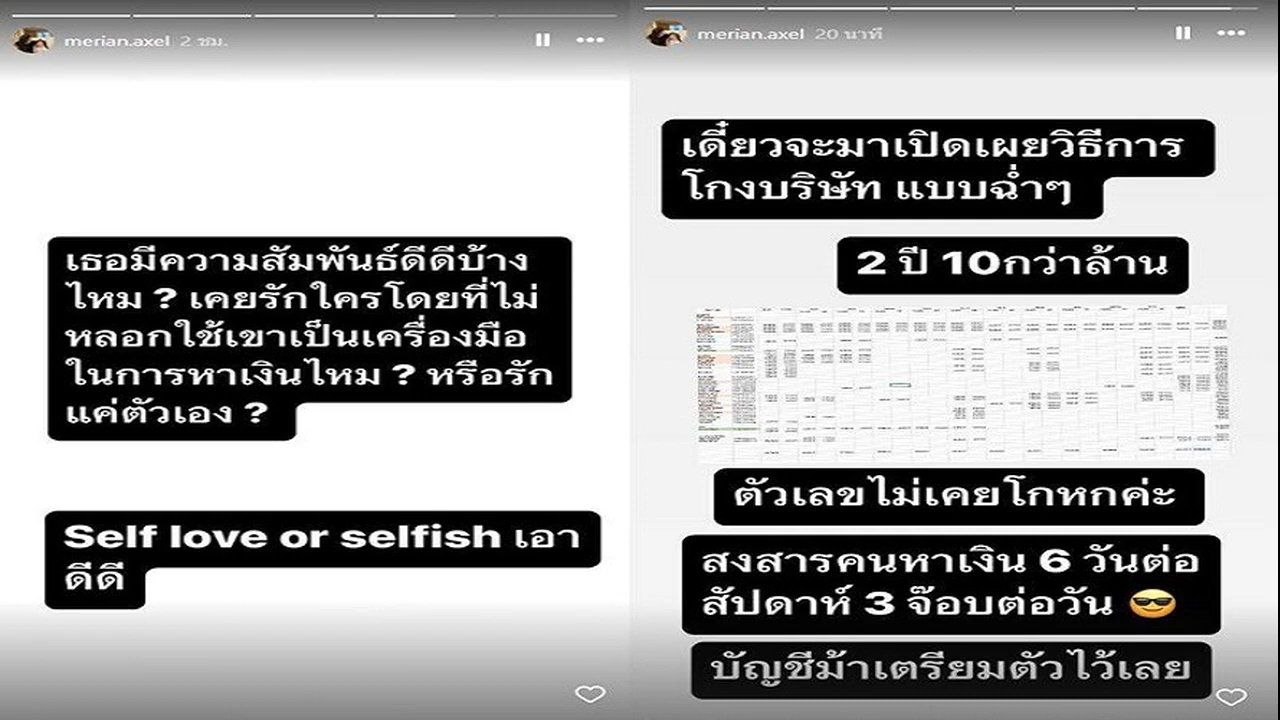 merian.axel 2 ชม.
เธอมีความสัมพันธ์ดีดีบ้าง
ไหม ? เคยรักใครโดยที่ไม่
หลอกใช้เขาเป็นเครื่องมือ
ในการหาเงินไหม ? หรือรัก
แค่ตัวเอง ?
Self love or selfish เอา
ดีดี
merian.axel 20 นาที
เดี๋ยวจะมาเปิดเผยวิธีการ
โกงบริษัท แบบฉ่ำๆ
2 ปี 10กว่าล้าน
ตัวเลขไม่เคยโกหกค่ะ
สงสารคนหาเงิน 6 วันต่อ
สัปดาห์ 3 จ๊อบต่อวัน 😎
บัญชีม้าเตรียมตัวไว้เลย